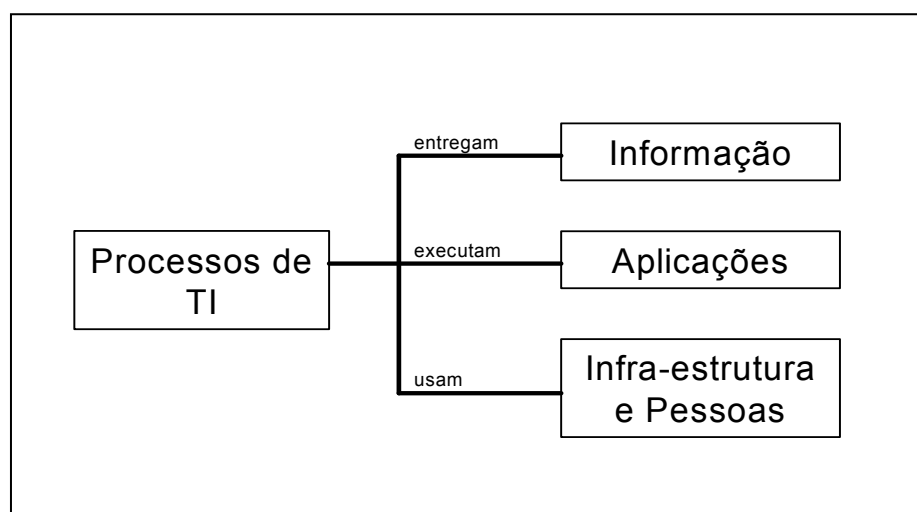 entregam
Informação
Processos de
TI
executam
Aplicações
usam
Infra-estrutura
e Pessoas